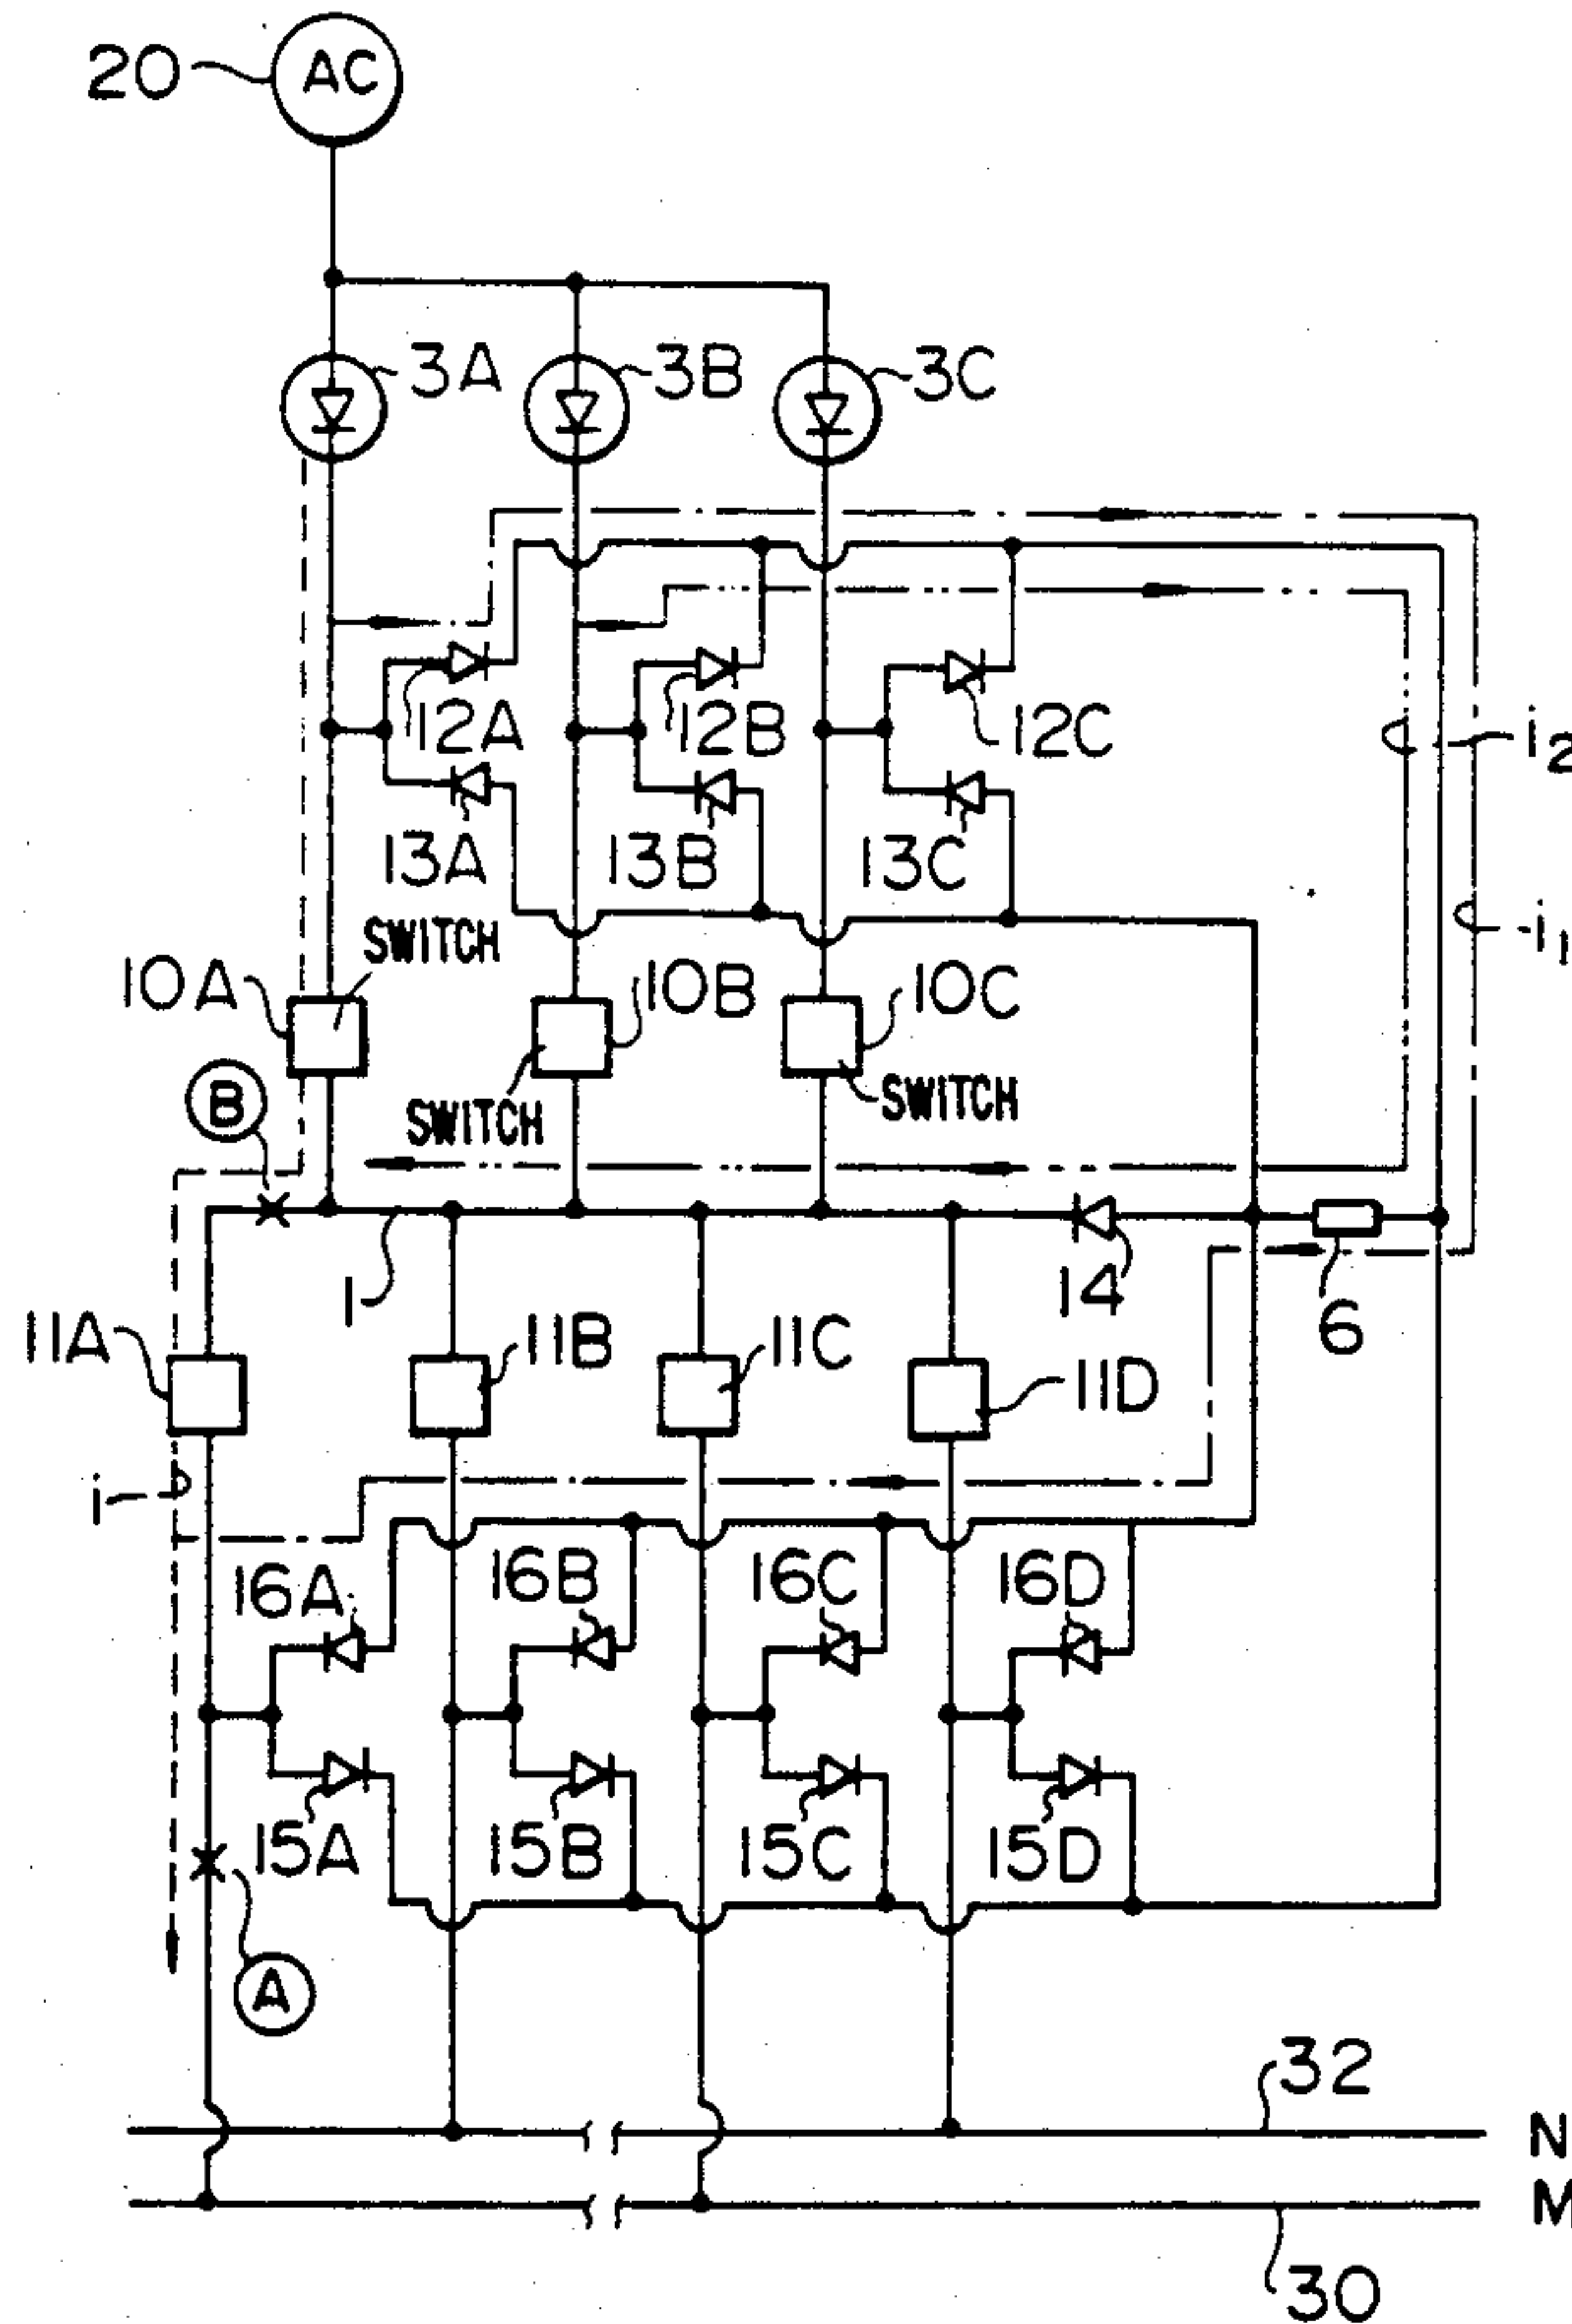 20 AC
3A 3B 3C
12A 12B 12C i2
13A 13B 13C
SWITCH i1
10A 10B 10C
B SWITCH SWITCH
1 14 6
11A 11B 11C 11D
i
16A 16B 16C 16D
15A 15B 15C 15D
A
32
N
M
30